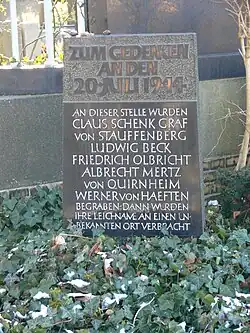 ZUM GEDENKEN
AN DEN
20·JULI 1944
AN DIESER STELLE WURDEN
CLAUS SCHENK GRAF
VON STAUFFENBERG
LUDWIG BECK
FRIEDRICH OLBRICHT
ALBRECHT MERTZ
VON QUIRNHEIM
WERNER VON HAEFTEN
BEGRABEN·DANN WURDEN
IHRE LEICHNAME AN EINEN UN-
BEKANNTEN ORT VERBRACHT